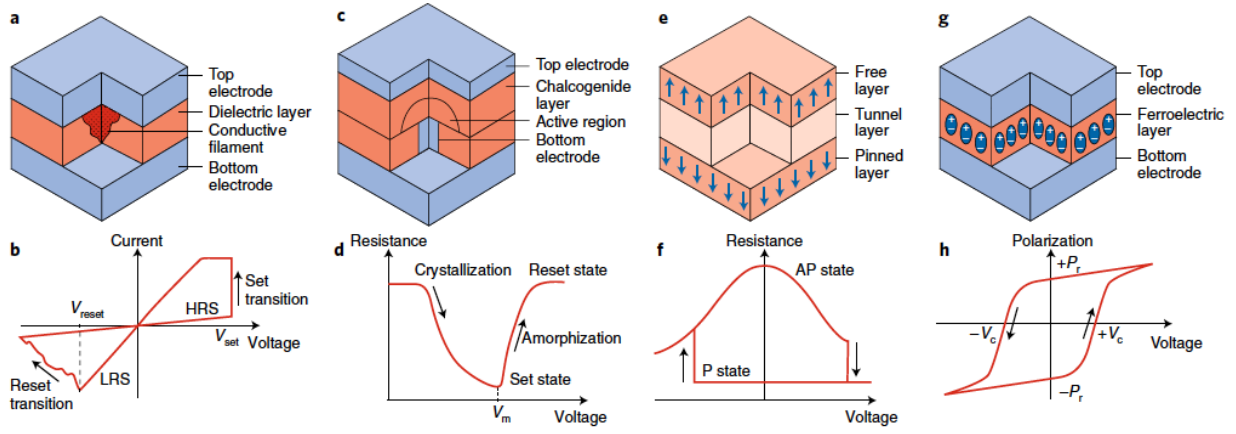 a
Top
electrode
Dielectric layer
Conductive
filament
Bottom
electrode
c
Top electrode
Chalcogenide
layer
Active region
Bottom
electrode
e
Free
layer
Tunnel
layer
Pinned
layer
g
Top
electrode
Ferroelectric
layer
Bottom
electrode
+ + + + + + + +
− − − − − − − −
b
Current
Set
transition
HRS
V_reset
V_set
Voltage
LRS
Reset
transition
d
Resistance
Crystallization
Reset state
Amorphization
Set state
V_m
Voltage
f
Resistance
AP state
P state
Voltage
h
Polarization
+P_r
−V_c
+V_c
Voltage
−P_r